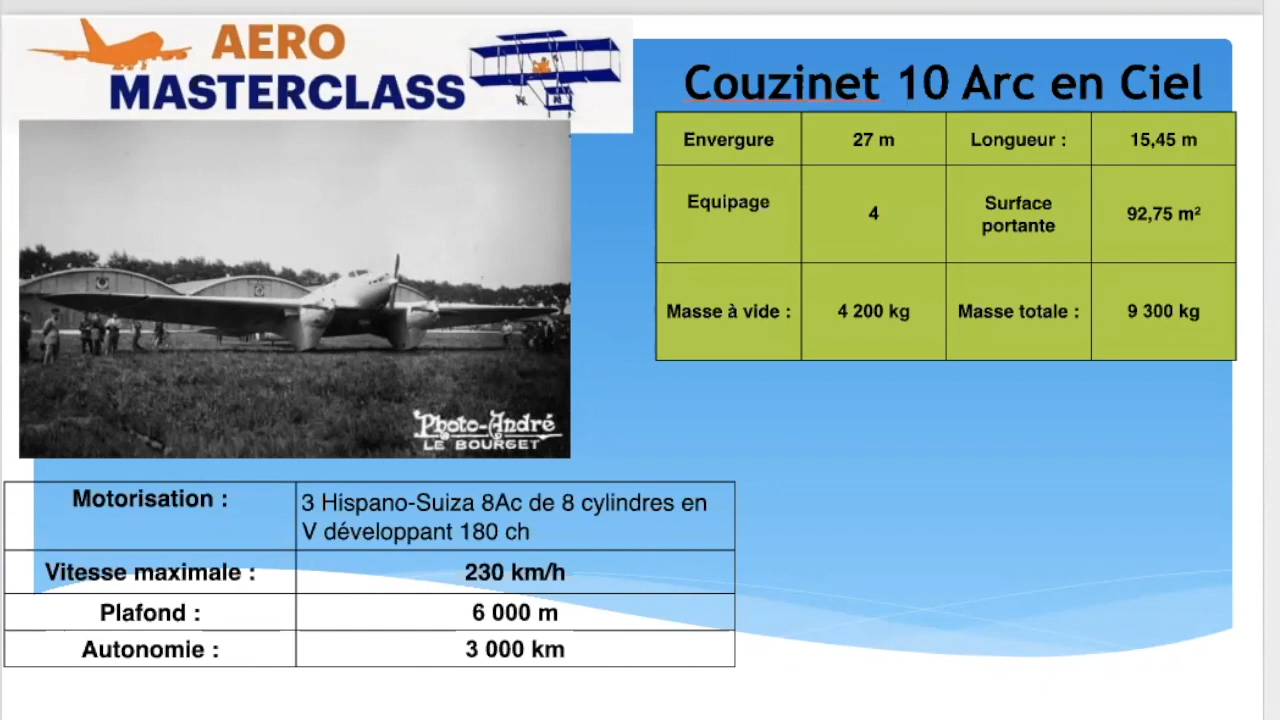 AERO
MASTERCLASS
Couzinet 10 Arc en Ciel
Envergure 27 m Longueur : 15,45 m
Equipage 4 Surface portante 92,75 m²
Masse à vide : 4 200 kg Masse totale : 9 300 kg
Photo-André
LE BOURGET
Motorisation : 3 Hispano-Suiza 8Ac de 8 cylindres en
V développant 180 ch
Vitesse maximale : 230 km/h
Plafond : 6 000 m
Autonomie : 3 000 km